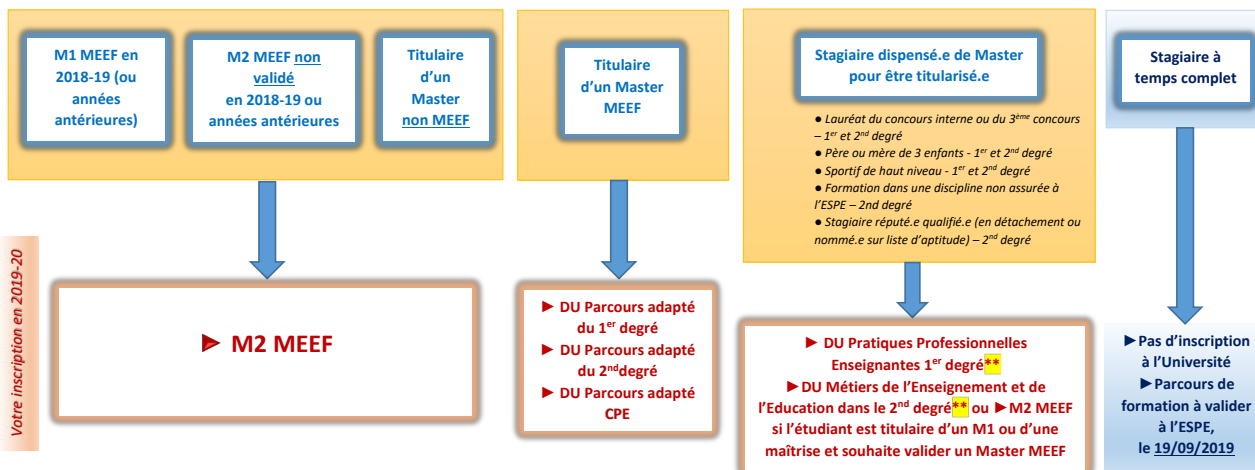 M1 MEEF en
2018-19 (ou
années
antérieures)
M2 MEEF non
validé
en 2018-19 ou
années antérieures
Titulaire
d'un
Master
non MEEF
Titulaire
d'un Master
MEEF
Stagiaire dispensé.e de Master
pour être titularisé.e
● Lauréat du concours interne ou du 3ème concours
– 1er et 2nd degré
● Père ou mère de 3 enfants - 1er et 2nd degré
● Sportif de haut niveau - 1er et 2nd degré
● Formation dans une discipline non assurée à
l'ESPE – 2nd degré
● Stagiaire réputé.e qualifié.e (en détachement ou
nommé.e sur liste d'aptitude) – 2nd degré
Stagiaire à
temps complet
Votre inscription en 2019-20
► M2 MEEF
► DU Parcours adapté
du 1er degré
► DU Parcours adapté
du 2nddegré
► DU Parcours adapté
CPE
► DU Pratiques Professionnelles
Enseignantes 1er degré**
► DU Métiers de l'Enseignement et de
l'Education dans le 2nd degré** ou ►M2 MEEF
si l'étudiant est titulaire d'un M1 ou d'une
maîtrise et souhaite valider un Master MEEF
►Pas d'inscription
à l'Université
►Parcours de
formation à valider
à l'ESPE,
le 19/09/2019